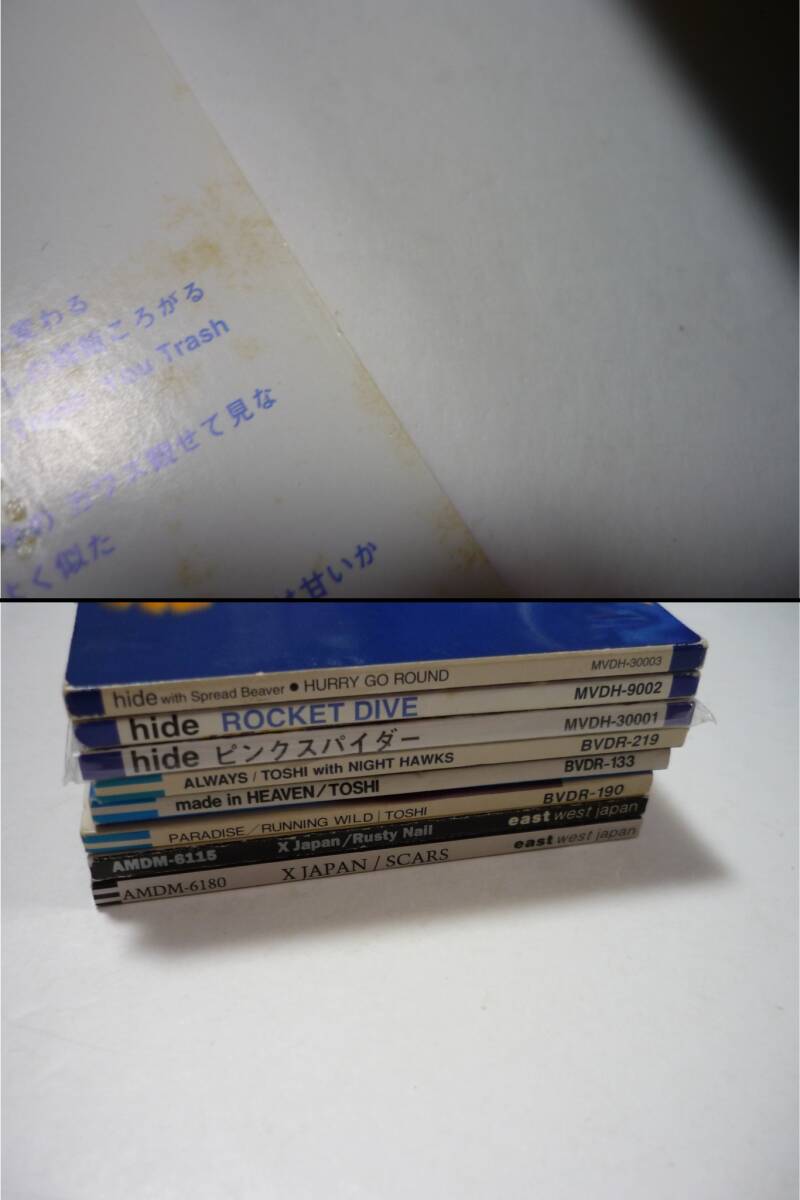 変わる
の ころがる
You Trash
せて見な
よく似た
は甘いか
hide with Spread Beaver ● HURRY GO ROUND MVDH-30003
hide ROCKET DIVE MVDH-9002
hide ピンクスパイダー MVDH-30001
ALWAYS / TOSHI with NIGHT HAWKS BVDR-219
made in HEAVEN / TOSHI BVDR-133
PARADISE / RUNNING WILD | TOSHI BVDR-190
AMDM-6115 X Japan / Rusty Nail east west japan
AMDM-6180 X JAPAN / SCARS east west japan